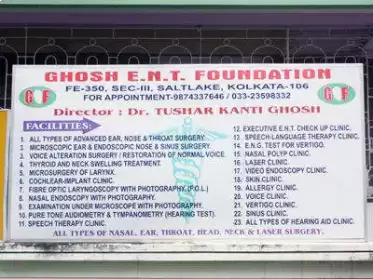 GHOSH E.N.T. FOUNDATION
FE-350, SEC-III, SALTLAKE, KOLKATA-106
FOR APPOINTMENT-9874337646 / 033-23598332
GF
GF
Director : Dr. TUSHAR KANTI GHOSH
FACILITIES:
1. ALL TYPES OF ADVANCED EAR, NOSE & THROAT SURGERY.
2. MICROSCOPIC EAR & ENDOSCOPIC NOSE & SINUS SURGERY.
3. VOICE ALTERATION SURGERY / RESTORATION OF NORMAL VOICE.
4. THYROID AND NECK SWELLING TREATMENT.
5. MICROSURGERY OF LARYNX.
6. COCHLEAR-IMPLANT CLINIC.
7. FIBRE OPTIC LARYNGOSCOPY WITH PHOTOGRAPHY. (F.O.L)
8. NASAL ENDOSCOPY WITH PHOTOGRAPHY.
9. EXAMINATION UNDER MICROSCOPE WITH PHOTOGRAPHY.
10. PURE TONE AUDIOMETRY & TYMPANOMETRY (HEARING TEST).
11. SPEECH THERAPY CLINIC.
12. EXECUTIVE E.N.T. CHECK UP CLINIC.
13. SPEECH-LANGUAGE THERAPY CLINIC.
14. E.N.G. TEST FOR VERTIGO.
15. NASAL POLYP CLINIC.
16. LASER CLINIC.
17. VIDEO ENDOSCOPY CLINIC.
18. SKIN CLINIC.
19. ALLERGY CLINIC.
20. VOICE CLINIC.
21. VERTIGO CLINIC.
22. SINUS CLINIC.
23. ALL TYPES OF HEARING AID CLINIC.
ALL TYPES OF NASAL, EAR, THROAT, HEAD, NECK & LASER SURGERY.